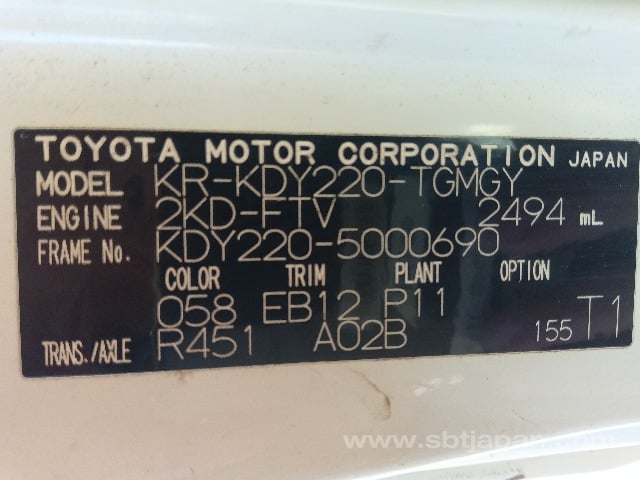 TOYOTA MOTOR CORPORATION JAPAN
MODEL KR-KDY220-TGMGY
ENGINE 2KD-FTV 2494 mL
FRAME No. KDY220-5000690
COLOR TRIM PLANT OPTION
058 EB12 P11
TRANS./AXLE R451 A02B 155 T1
www.sbtjapan.com